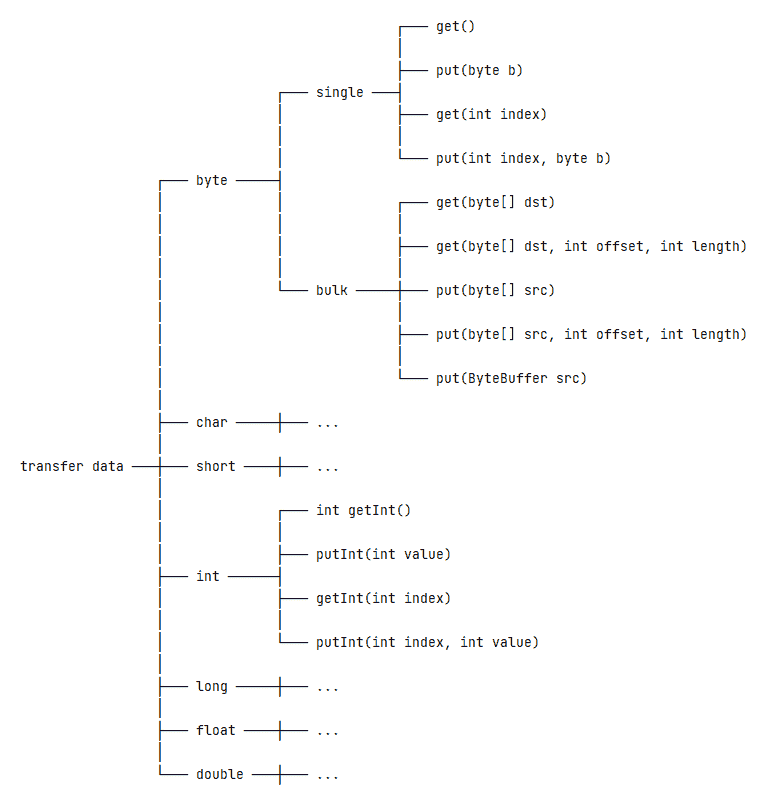 get()
put(byte b)
single
get(int index)
put(int index, byte b)
byte
get(byte[] dst)
get(byte[] dst, int offset, int length)
bulk
put(byte[] src)
put(byte[] src, int offset, int length)
put(ByteBuffer src)
char
...
transfer data
short
...
int getInt()
putInt(int value)
int
getInt(int index)
putInt(int index, int value)
long
...
float
...
double
...